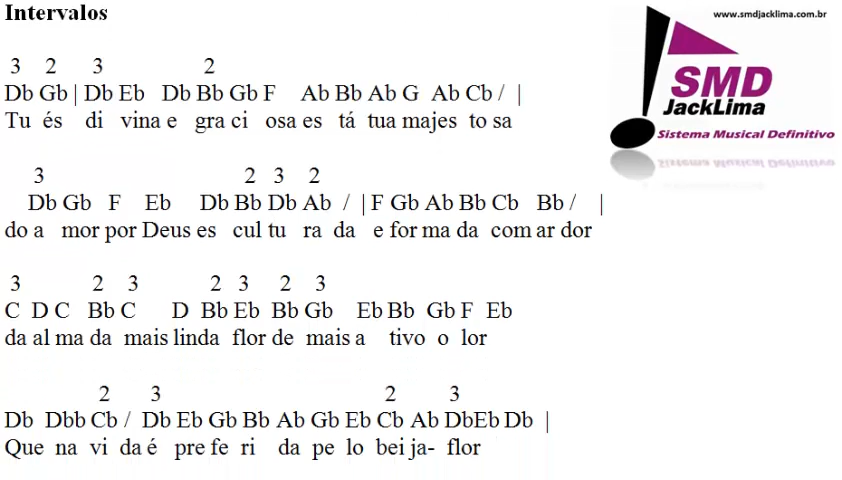 Intervalos
www.smdjacklima.com.br
SMD
JackLima
Sistema Musical Definitivo
3 2 3 2
Db Gb | Db Eb Db Bb Gb F Ab Bb Ab G Ab Cb / |
Tu és di vina e gra ci osa es tá tua majes to sa
3 2 3 2
Db Gb F Eb Db Bb Db Ab / | F Gb Ab Bb Cb Bb / |
do a mor por Deus es cul tu ra da e for ma da com ar dor
3 2 3 2 3 2 3
C D C Bb C D Bb Eb Bb Gb Eb Bb Gb F Eb
da al ma da mais linda flor de mais a tivo o lor
2 3 2 3
Db Dbb Cb / Db Eb Gb Bb Ab Gb Eb Cb Ab DbEb Db |
Que na vi da é pre fe ri da pe lo bei ja- flor